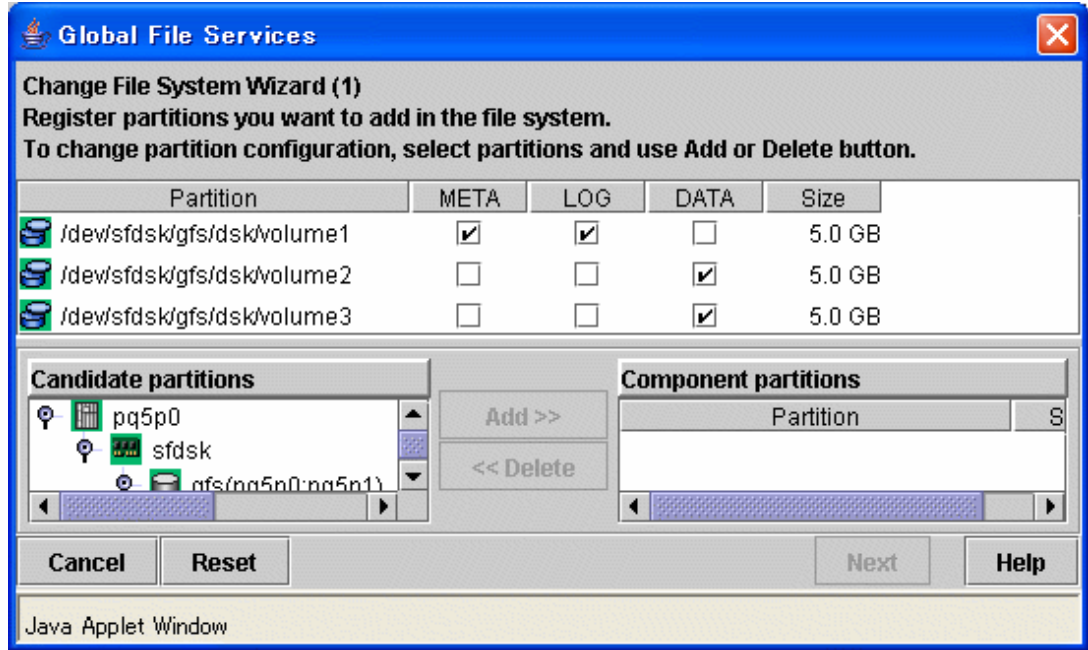 Global File Services
Change File System Wizard (1)
Register partitions you want to add in the file system.
To change partition configuration, select partitions and use Add or Delete button.
Partition META LOG DATA Size
/dev/sfdsk/gfs/dsk/volume1 5.0 GB
/dev/sfdsk/gfs/dsk/volume2 5.0 GB
/dev/sfdsk/gfs/dsk/volume3 5.0 GB
Candidate partitions
pq5p0
sfdsk
gfs(pq5p0:pq5p1)
Add >>
<< Delete
Component partitions
Partition S
Cancel Reset Next Help
Java Applet Window